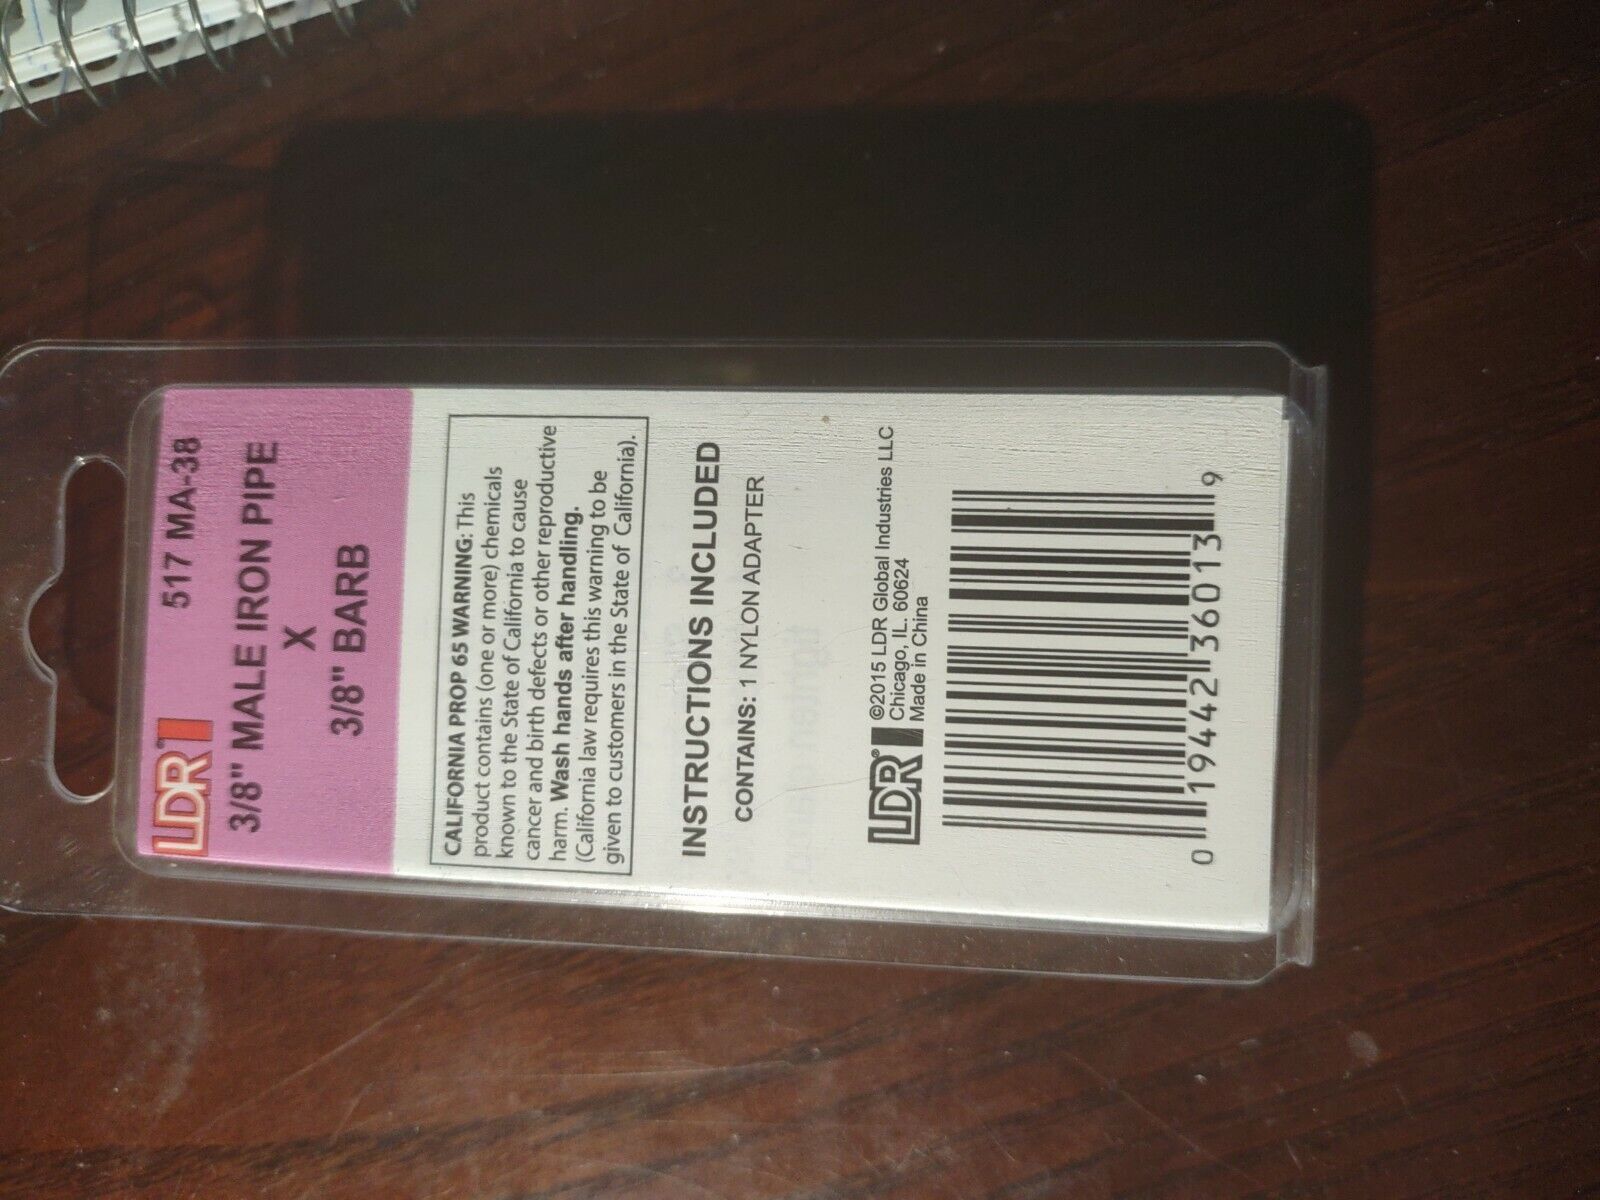 517 MA-38
LDR
3/8" MALE IRON PIPE
X
3/8" BARB
CALIFORNIA PROP 65 WARNING: This
product contains (one or more) chemicals
known to the State of California to cause
cancer and birth defects or other reproductive
harm. Wash hands after handling.
(California law requires this warning to be
given to customers in the State of California).
INSTRUCTIONS INCLUDED
CONTAINS: 1 NYLON ADAPTER
LDR®
©2015 LDR Global Industries LLC
Chicago, IL. 60624
Made in China
0 19442 36013 9